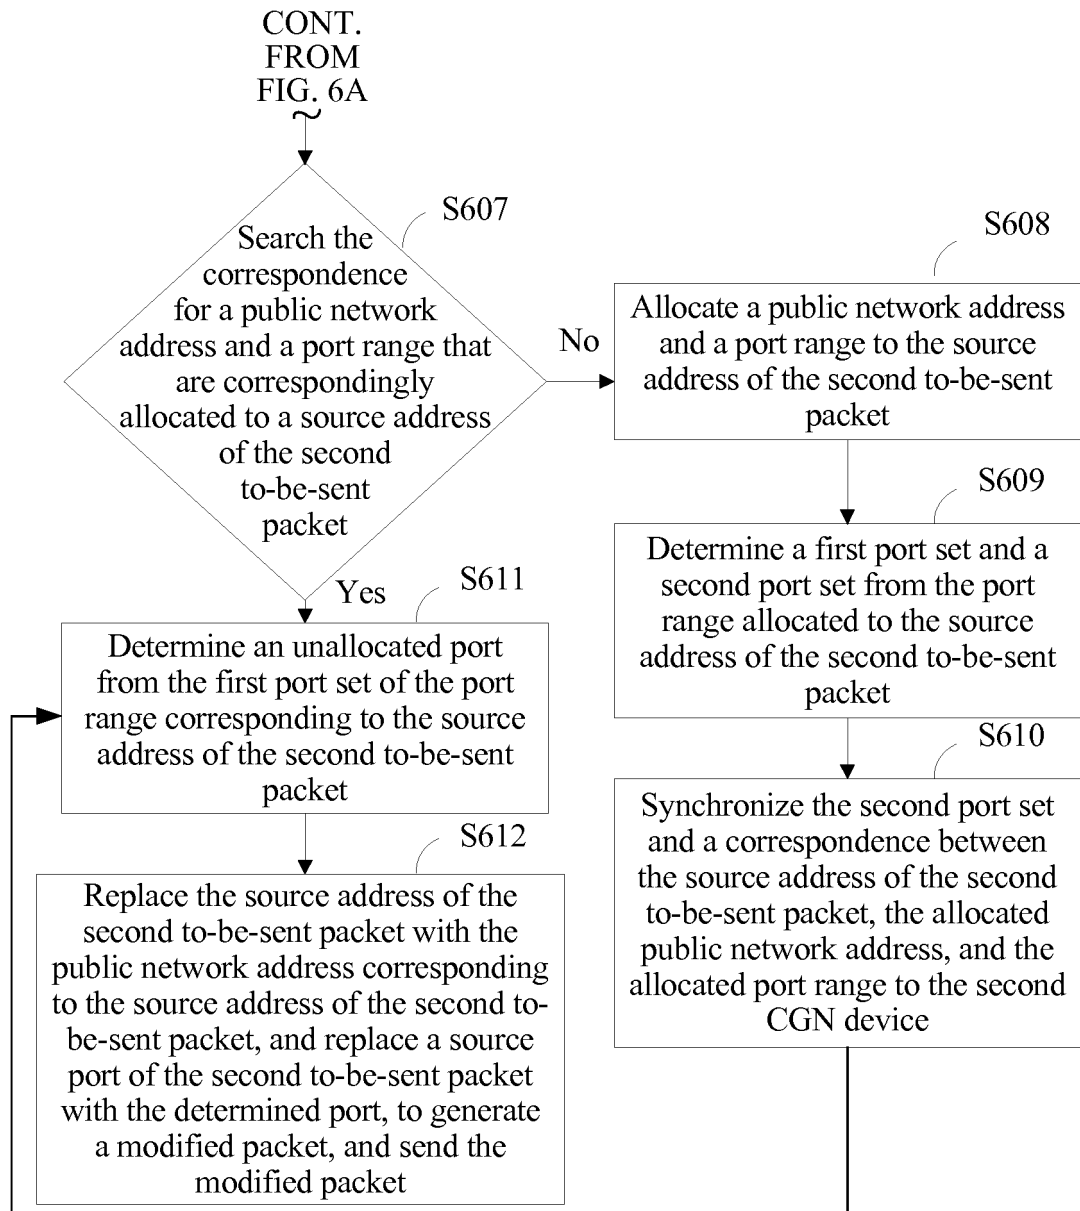 CONT.
FROM
FIG. 6A
S607
Search the
correspondence
for a public network
address and a port range that
are correspondingly
allocated to a source address
of the second
to-be-sent
packet
No
S608
Allocate a public network address
and a port range to the source
address of the second to-be-sent
packet
S609
Determine a first port set and a
second port set from the port
range allocated to the source
address of the second to-be-sent
packet
S610
Synchronize the second port set
and a correspondence between
the source address of the second
to-be-sent packet, the allocated
public network address, and the
allocated port range to the second
CGN device
Yes
S611
Determine an unallocated port
from the first port set of the port
range corresponding to the source
address of the second to-be-sent
packet
S612
Replace the source address of the
second to-be-sent packet with the
public network address corresponding
to the source address of the second to-
be-sent packet, and replace a source
port of the second to-be-sent packet
with the determined port, to generate
a modified packet, and send the
modified packet